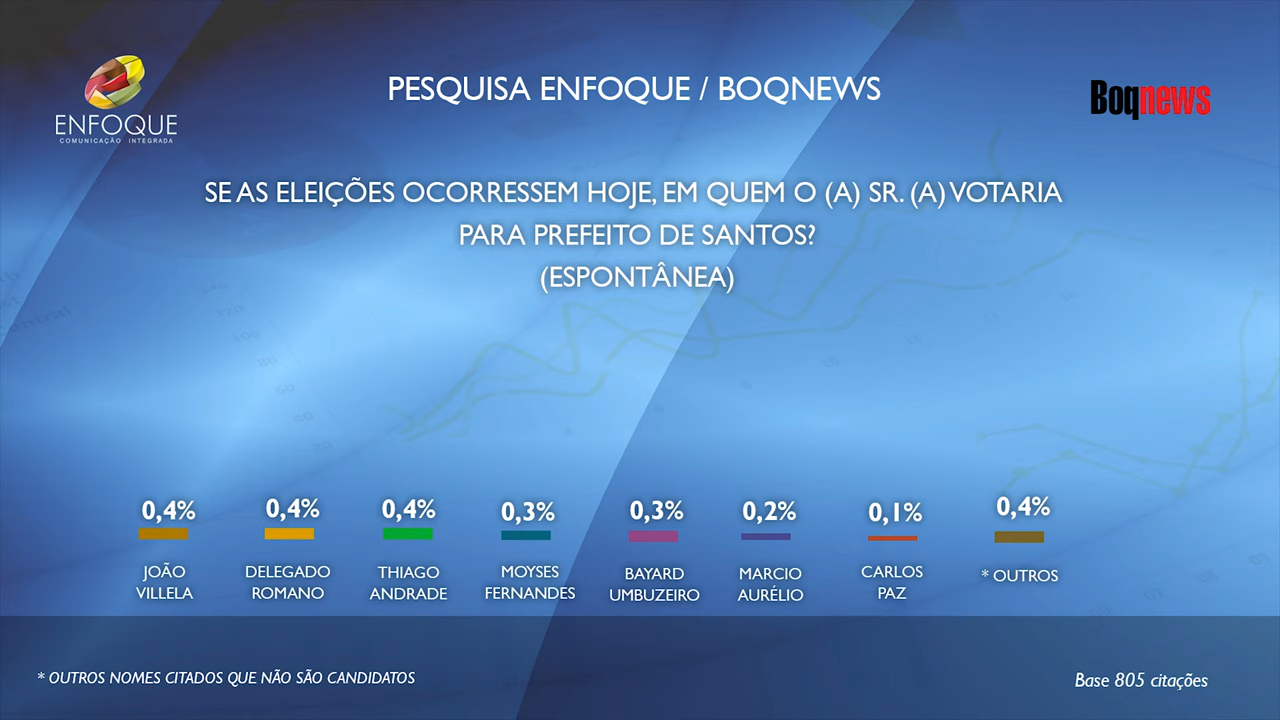 PESQUISA ENFOQUE / BOQNEWS
Boqnews
ENFOQUE
COMUNICAÇÃO INTEGRADA
SE AS ELEIÇÕES OCORRESSEM HOJE, EM QUEM O (A) SR. (A) VOTARIA
PARA PREFEITO DE SANTOS?
(ESPONTÂNEA)
0,4%
JOÃO
VILLELA
0,4%
DELEGADO
ROMANO
0,4%
THIAGO
ANDRADE
0,3%
MOYSES
FERNANDES
0,3%
BAYARD
UMBUZEIRO
0,2%
MARCIO
AURÉLIO
0,1%
CARLOS
PAZ
0,4%
* OUTROS
* OUTROS NOMES CITADOS QUE NÃO SÃO CANDIDATOS
Base 805 citações